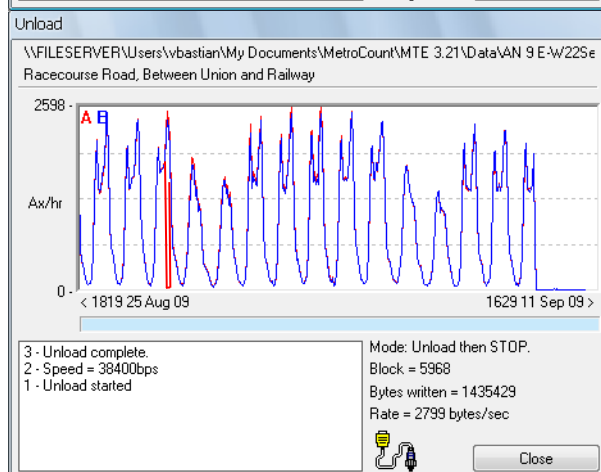 Unload
\\FILESERVER\Users\vbastian\My Documents\MetroCount\MTE 3.21\Data\AN 9 E-W22Se
Racecourse Road, Between Union and Railway
2598 -
A B
Ax/hr
0 -
< 1819 25 Aug 09
1629 11 Sep 09 >
3 - Unload complete.
2 - Speed = 38400bps
1 - Unload started
Mode: Unload then STOP.
Block = 5968
Bytes written = 1435429
Rate = 2799 bytes/sec
Close